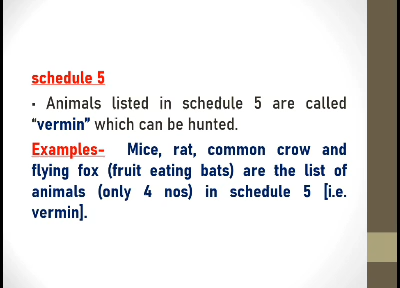 schedule 5
▪ Animals listed in schedule 5 are called
“vermin” which can be hunted.
Examples- Mice, rat, common crow and
flying fox (fruit eating bats) are the list of
animals (only 4 nos) in schedule 5 [i.e.
vermin].